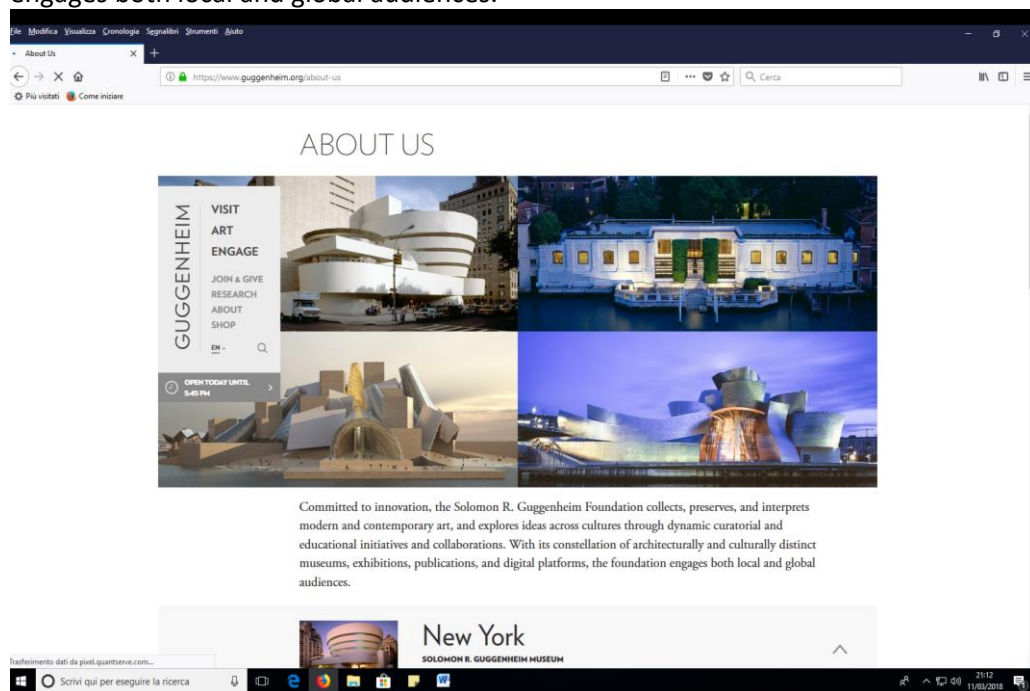 engages both local and global audiences.
File Modifica Visualizza Cronologia Segnalibri Strumenti Aiuto
About Us
https://www.guggenheim.org/about-us
Cerca
Più visitati Come iniziare
ABOUT US
GUGGENHEIM
VISIT
ART
ENGAGE
JOIN & GIVE
RESEARCH
ABOUT
SHOP
EN
OPEN TODAY UNTIL
5:45 PM
Committed to innovation, the Solomon R. Guggenheim Foundation collects, preserves, and interprets
modern and contemporary art, and explores ideas across cultures through dynamic curatorial and
educational initiatives and collaborations. With its constellation of architecturally and culturally distinct
museums, exhibitions, publications, and digital platforms, the foundation engages both local and global
audiences.
New York
SOLOMON R. GUGGENHEIM MUSEUM
Trasferimento dati da pixel.quantserve.com...
Scrivi qui per eseguire la ricerca
21:12
11/03/2018